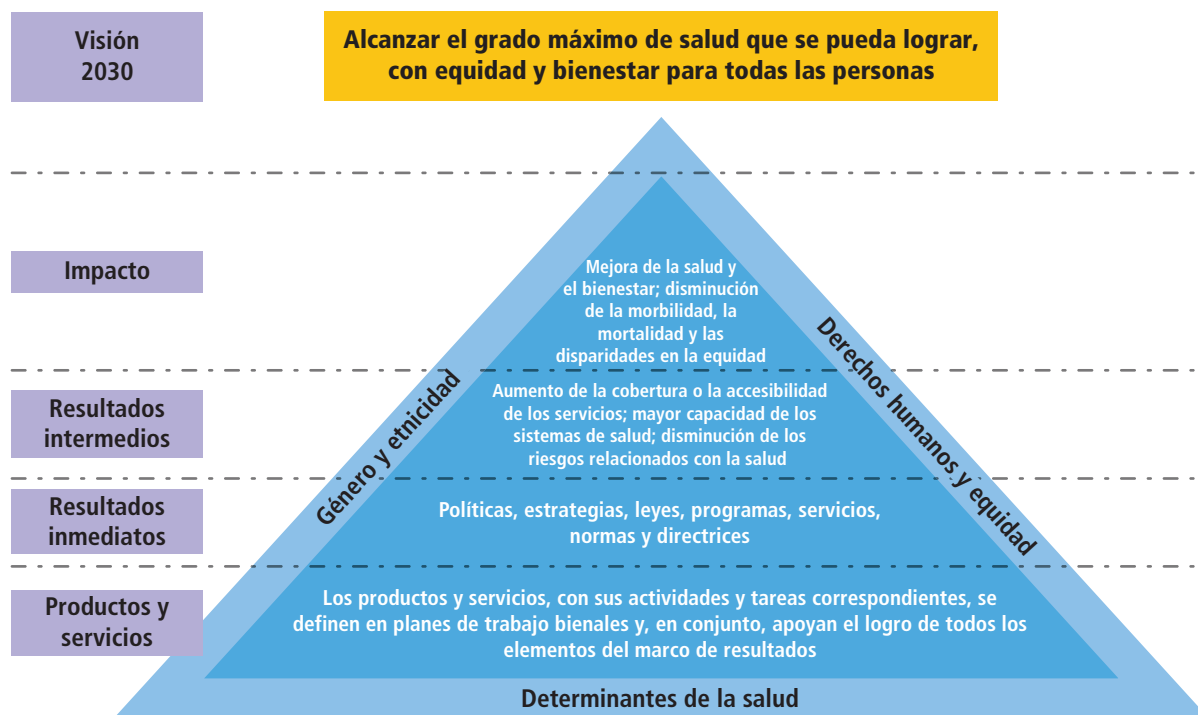 Visión
2030
Alcanzar el grado máximo de salud que se pueda lograr,
con equidad y bienestar para todas las personas
Impacto
Mejora de la salud y
el bienestar; disminución
de la morbilidad, la
mortalidad y las
disparidades en la equidad
Género y etnicidad
Derechos humanos y equidad
Resultados
intermedios
Aumento de la cobertura o la accesibilidad
de los servicios; mayor capacidad de los
sistemas de salud; disminución de los
riesgos relacionados con la salud
Resultados
inmediatos
Políticas, estrategias, leyes, programas, servicios,
normas y directrices
Productos y
servicios
Los productos y servicios, con sus actividades y tareas correspondientes, se
definen en planes de trabajo bienales y, en conjunto, apoyan el logro de todos los
elementos del marco de resultados
Determinantes de la salud